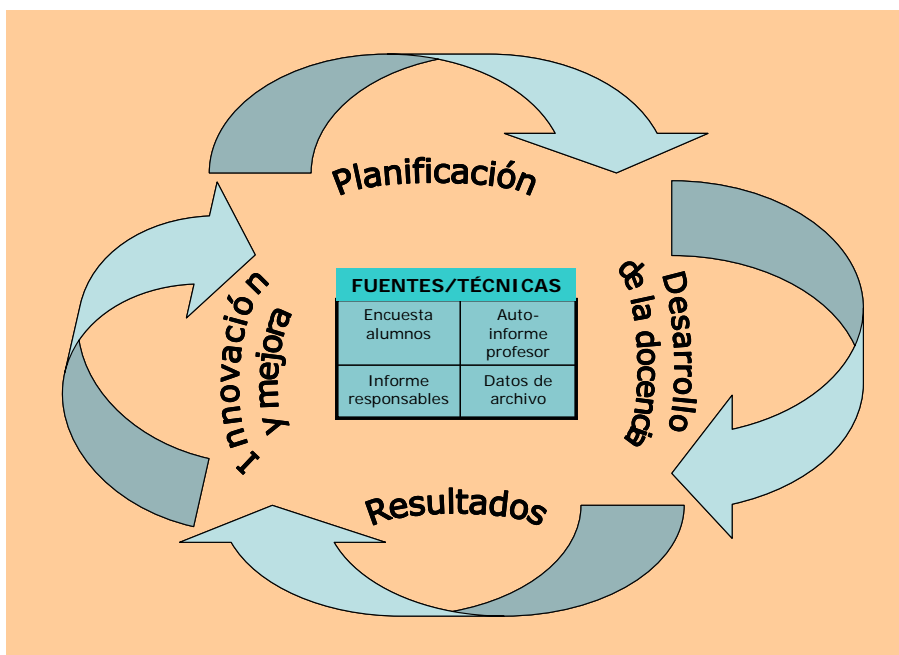 Planificación
Desarrollo
de la docencia
Resultados
Innovación
y mejora
FUENTES/TÉCNICAS
Encuesta
alumnos
Auto-
informe
profesor
Informe
responsables
Datos de
archivo